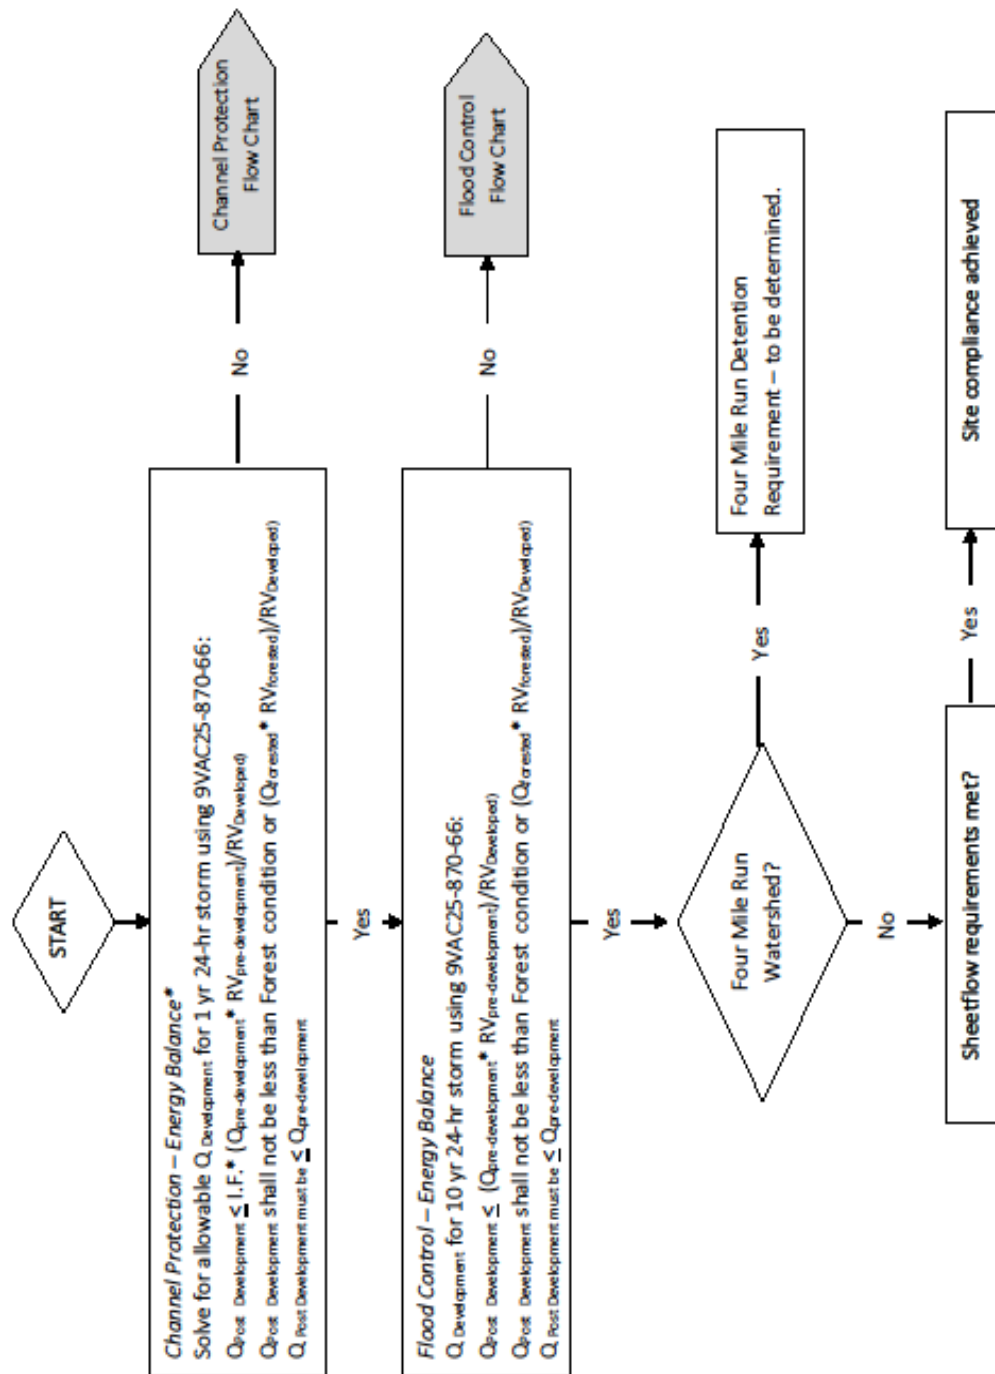 START
Channel Protection – Energy Balance*
Solve for allowable Q Development for 1 yr 24-hr storm using 9VAC25-870-66:
QPost Development ≤ I.F.* (Qpre-development* RVpre-development)/RVDeveloped)
QPost Development shall not be less than Forest condition or (Qforested* RVforested)/RVDeveloped)
Q Post Development must be ≤ Qpre-development
No
Channel Protection
Flow Chart
Yes
Flood Control – Energy Balance
Q Development for 10 yr 24-hr storm using 9VAC25-870-66:
QPost Development ≤ (Qpre-development* RVpre-development)/RVDeveloped)
QPost Development shall not be less than Forest condition or (Qforested* RVforested)/RVDeveloped)
Q Post Development must be ≤ Qpre-development
No
Flood Control
Flow Chart
Yes
Four Mile Run
Watershed?
Yes
Four Mile Run Detention
Requirement – to be determined.
No
Sheetflow requirements met?
Yes
Site compliance achieved